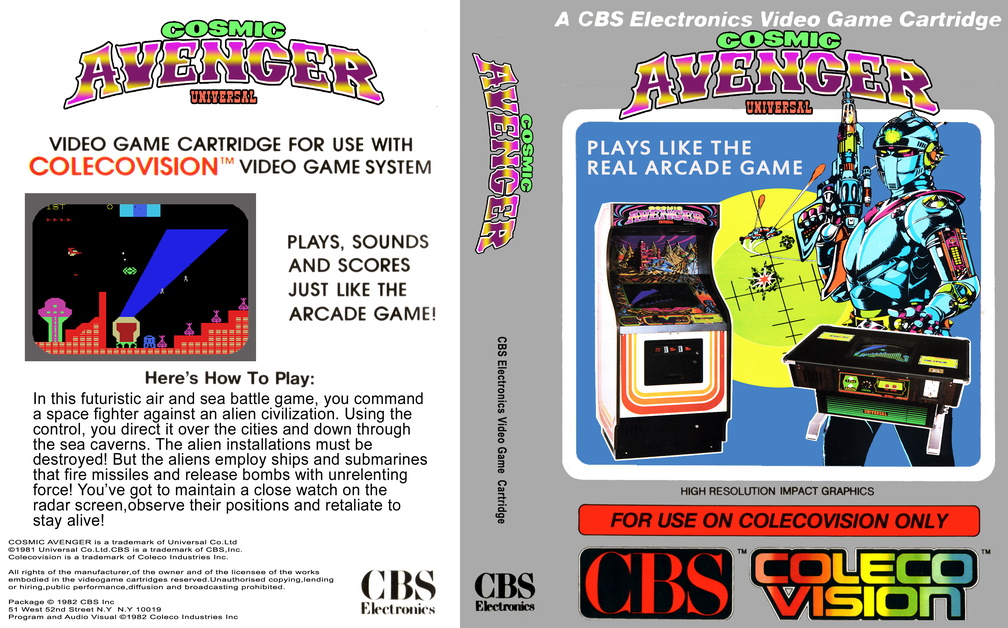 COSMIC
AVENGER
UNIVERSAL
VIDEO GAME CARTRIDGE FOR USE WITH
COLECOVISION™ VIDEO GAME SYSTEM
1ST
PLAYS, SOUNDS
AND SCORES
JUST LIKE THE
ARCADE GAME!
Here's How To Play:
In this futuristic air and sea battle game, you command
a space fighter against an alien civilization. Using the
control, you direct it over the cities and down through
the sea caverns. The alien installations must be
destroyed! But the aliens employ ships and submarines
that fire missiles and release bombs with unrelenting
force! You've got to maintain a close watch on the
radar screen,observe their positions and retaliate to
stay alive!
COSMIC AVENGER is a trademark of Universal Co.Ltd
©1981 Universal Co.Ltd.CBS is a trademark of CBS,Inc.
Colecovision is a trademark of Coleco Industries Inc.
All rights of the manufacturer,of the owner and of the licensee of the works
embodied in the videogame cartridges reserved.Unauthorised copying,lending
or hiring,public performance,diffusion and broadcasting prohibited.
Package © 1982 CBS Inc
51 West 52nd Street N.Y N.Y 10019
Program and Audio Visual ©1982 Coleco Industries Inc
CBS
Electronics
COSMIC
AVENGER
CBS Electronics Video Game Cartridge
CBS
Electronics
A CBS Electronics Video Game Cartridge
COSMIC
AVENGER
UNIVERSAL
PLAYS LIKE THE
REAL ARCADE GAME
COSMIC
AVENGER
UNIVERSAL
HIGH RESOLUTION IMPACT GRAPHICS
FOR USE ON COLECOVISION ONLY
CBS™
COLECO™
VISION